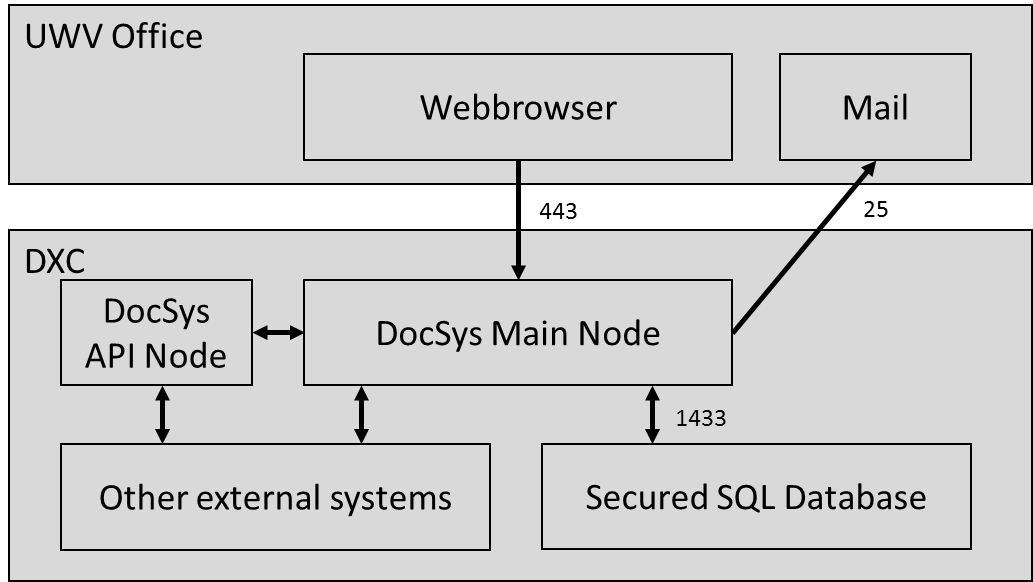 UWV Office
Webbrowser
Mail
443
25
DXC
DocSys
API Node
DocSys Main Node
1433
Other external systems
Secured SQL Database